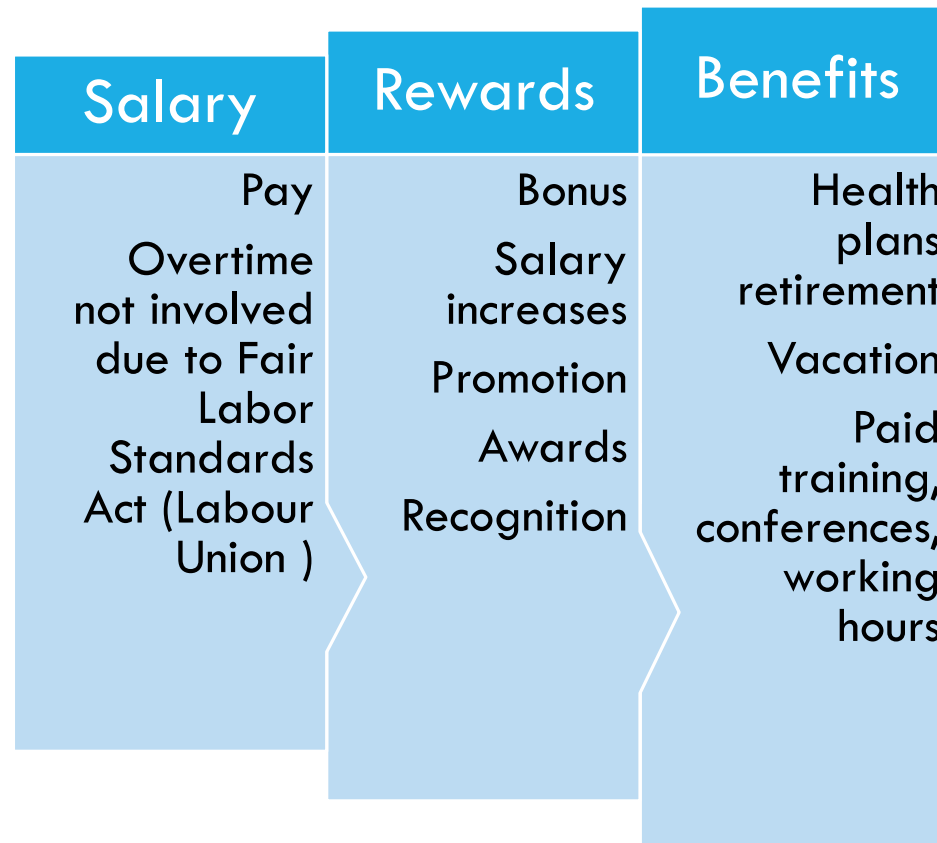 Salary
Pay
Overtime
not involved
due to Fair
Labor
Standards
Act (Labour
Union )
Rewards
Bonus
Salary
increases
Promotion
Awards
Recognition
Benefits
Health
plans
retirement
Vacation
Paid
training,
conferences,
working
hours